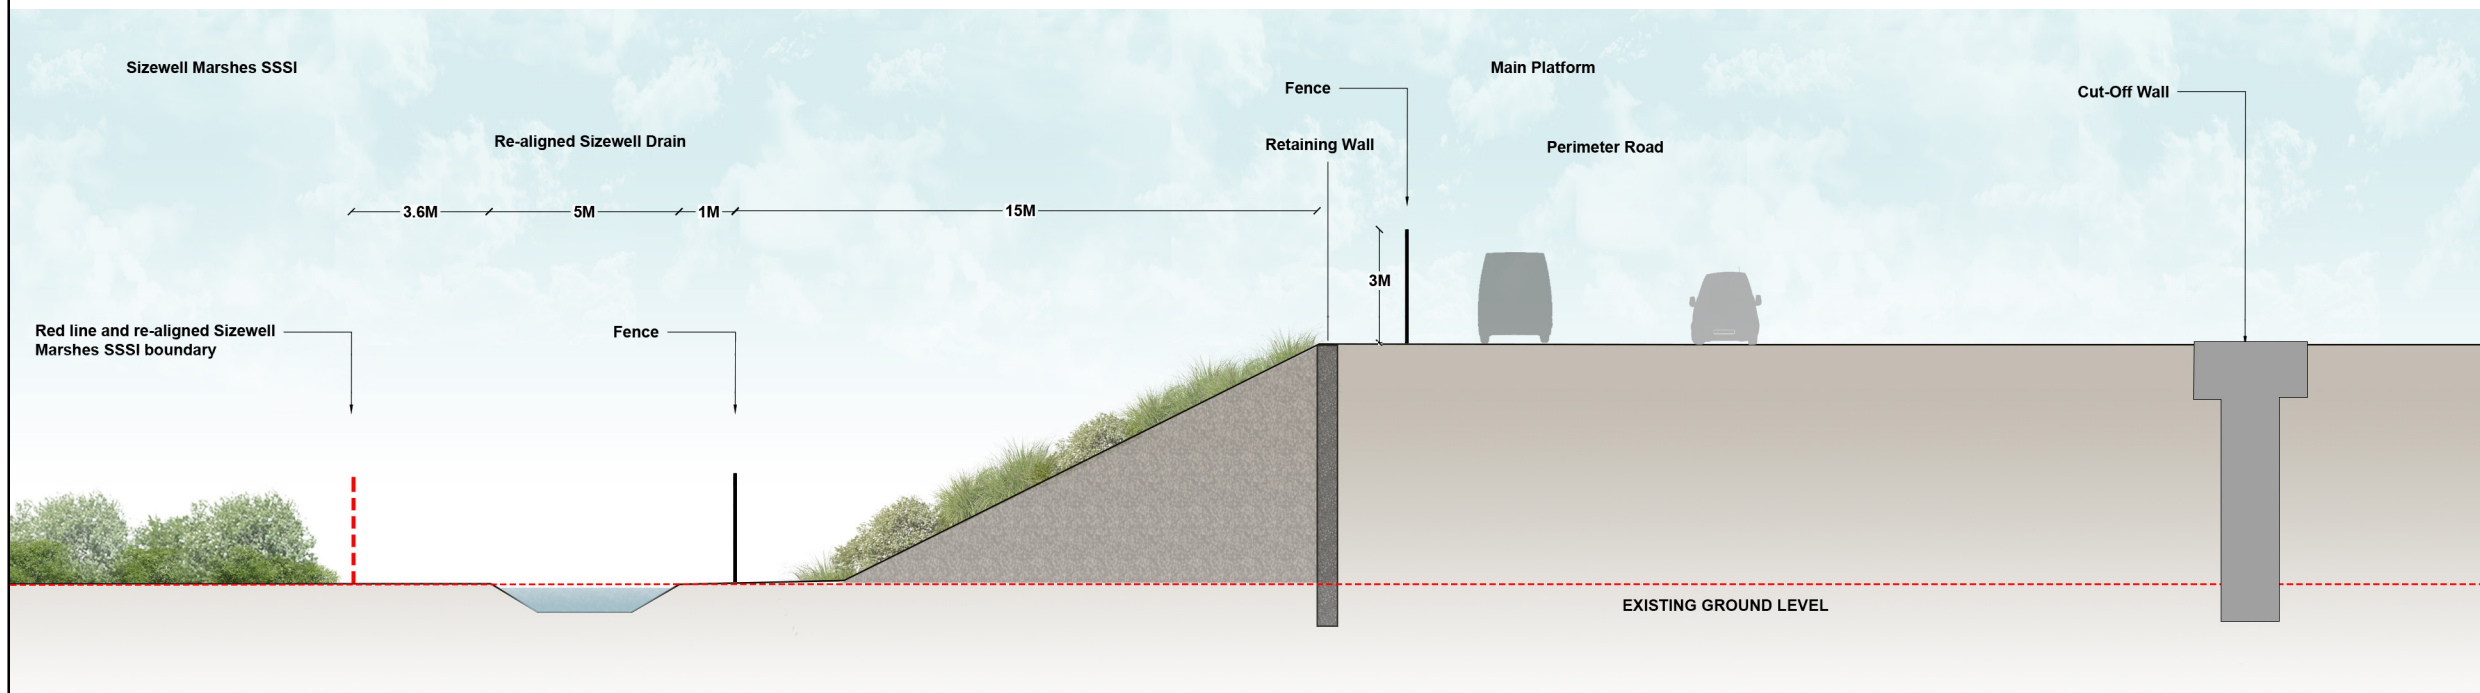 Sizewell Marshes SSSI
Main Platform
Fence
Cut-Off Wall
Re-aligned Sizewell Drain
Retaining Wall
Perimeter Road
3.6M
5M
1M
15M
3M
Red line and re-aligned Sizewell
Marshes SSSI boundary
Fence
EXISTING GROUND LEVEL